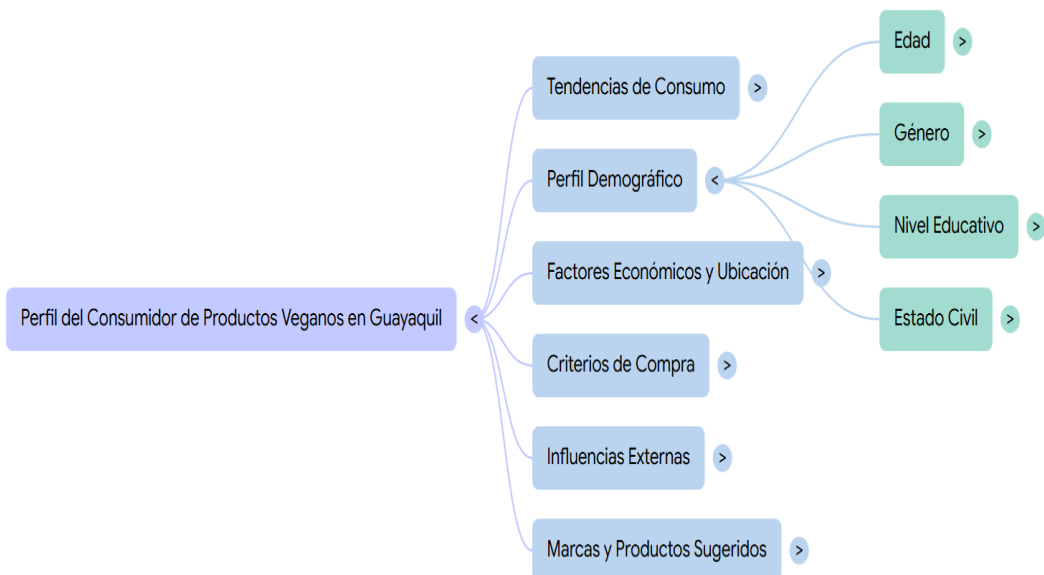 Perfil del Consumidor de Productos Veganos en Guayaquil <
Tendencias de Consumo >
Perfil Demográfico <
Edad >
Género >
Nivel Educativo >
Estado Civil >
Factores Económicos y Ubicación >
Criterios de Compra >
Influencias Externas >
Marcas y Productos Sugeridos >